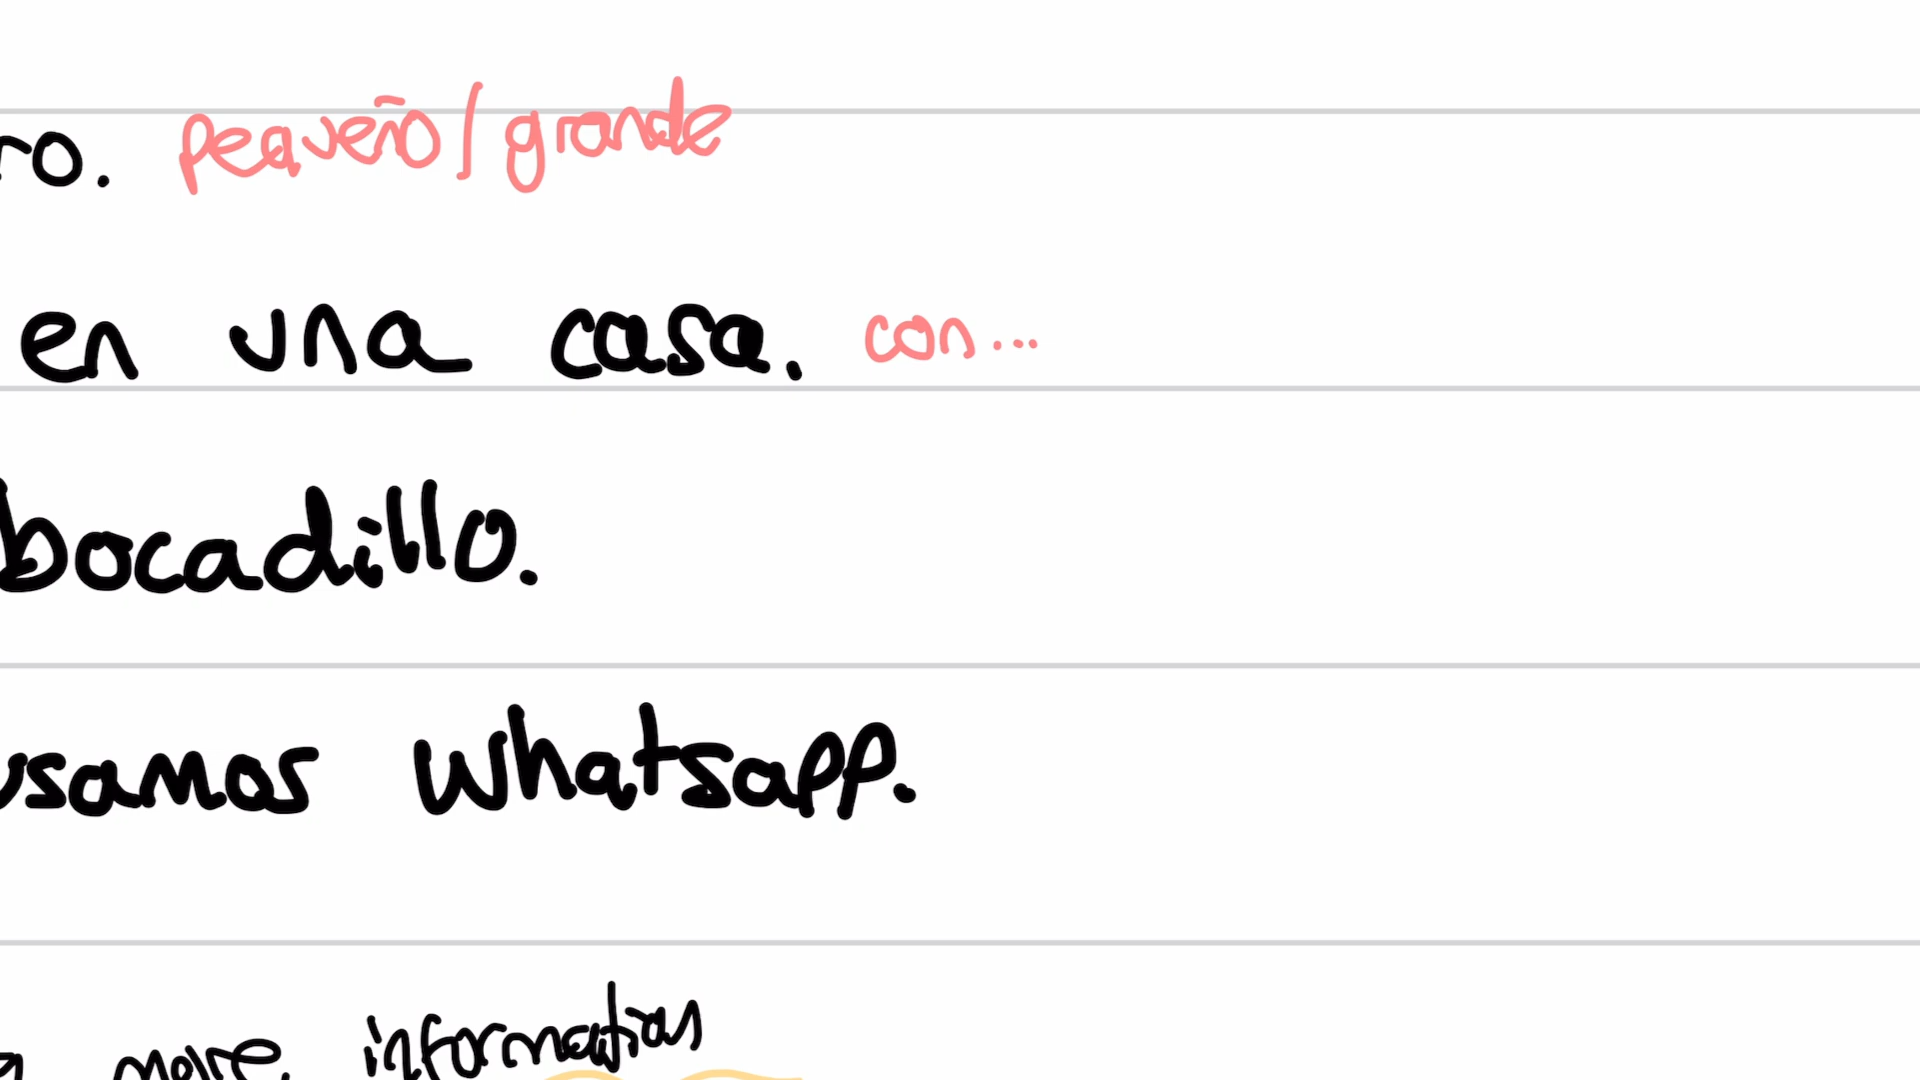 ro. pequeño/grande
en una casa. con...
bocadillo.
usamos whatsapp.
more information